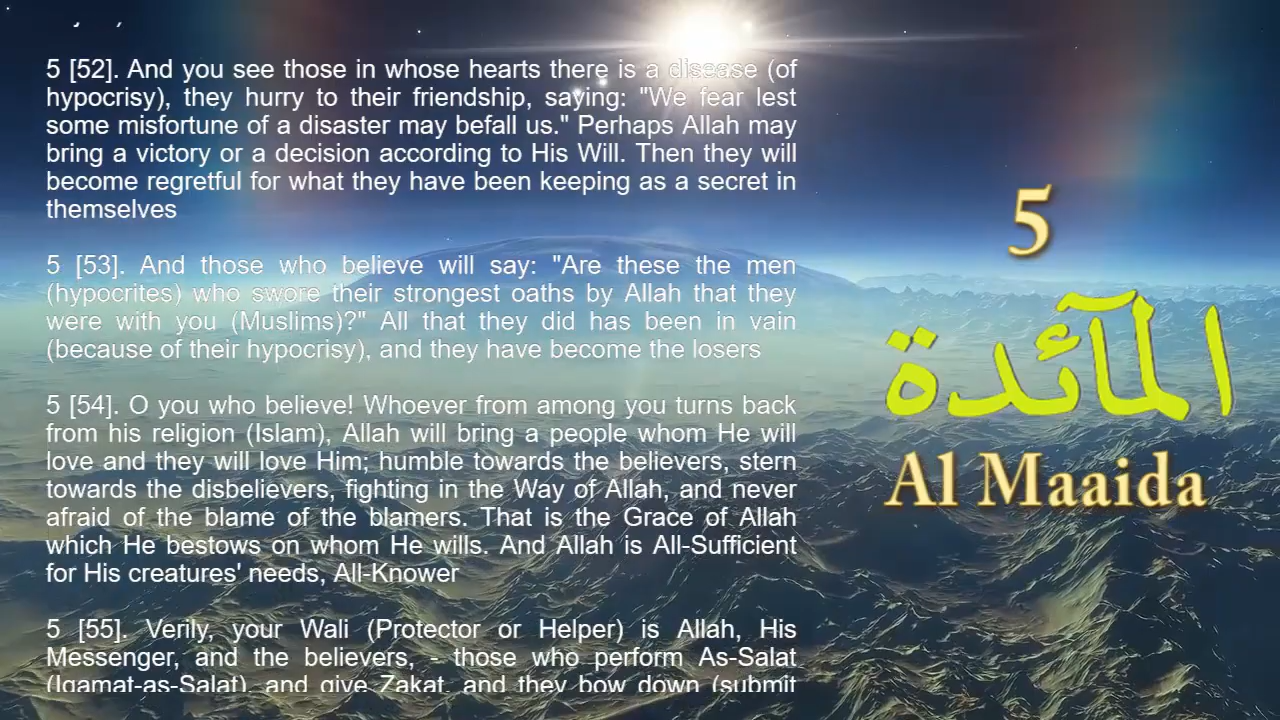 5 [52]. And you see those in whose hearts there is a disease (of
hypocrisy), they hurry to their friendship, saying: "We fear lest
some misfortune of a disaster may befall us." Perhaps Allah may
bring a victory or a decision according to His Will. Then they will
become regretful for what they have been keeping as a secret in
themselves
5 [53]. And those who believe will say: "Are these the men
(hypocrites) who swore their strongest oaths by Allah that they
were with you (Muslims)?" All that they did has been in vain
(because of their hypocrisy), and they have become the losers
5 [54]. O you who believe! Whoever from among you turns back
from his religion (Islam), Allah will bring a people whom He will
love and they will love Him; humble towards the believers, stern
towards the disbelievers, fighting in the Way of Allah, and never
afraid of the blame of the blamers. That is the Grace of Allah
which He bestows on whom He wills. And Allah is All-Sufficient
for His creatures' needs, All-Knower
5 [55]. Verily, your Wali (Protector or Helper) is Allah, His
Messenger, and the believers, - those who perform As-Salat
(Iqamat-as-Salat), and give Zakat, and they bow down (submit
5
المآئدة
Al Maaida